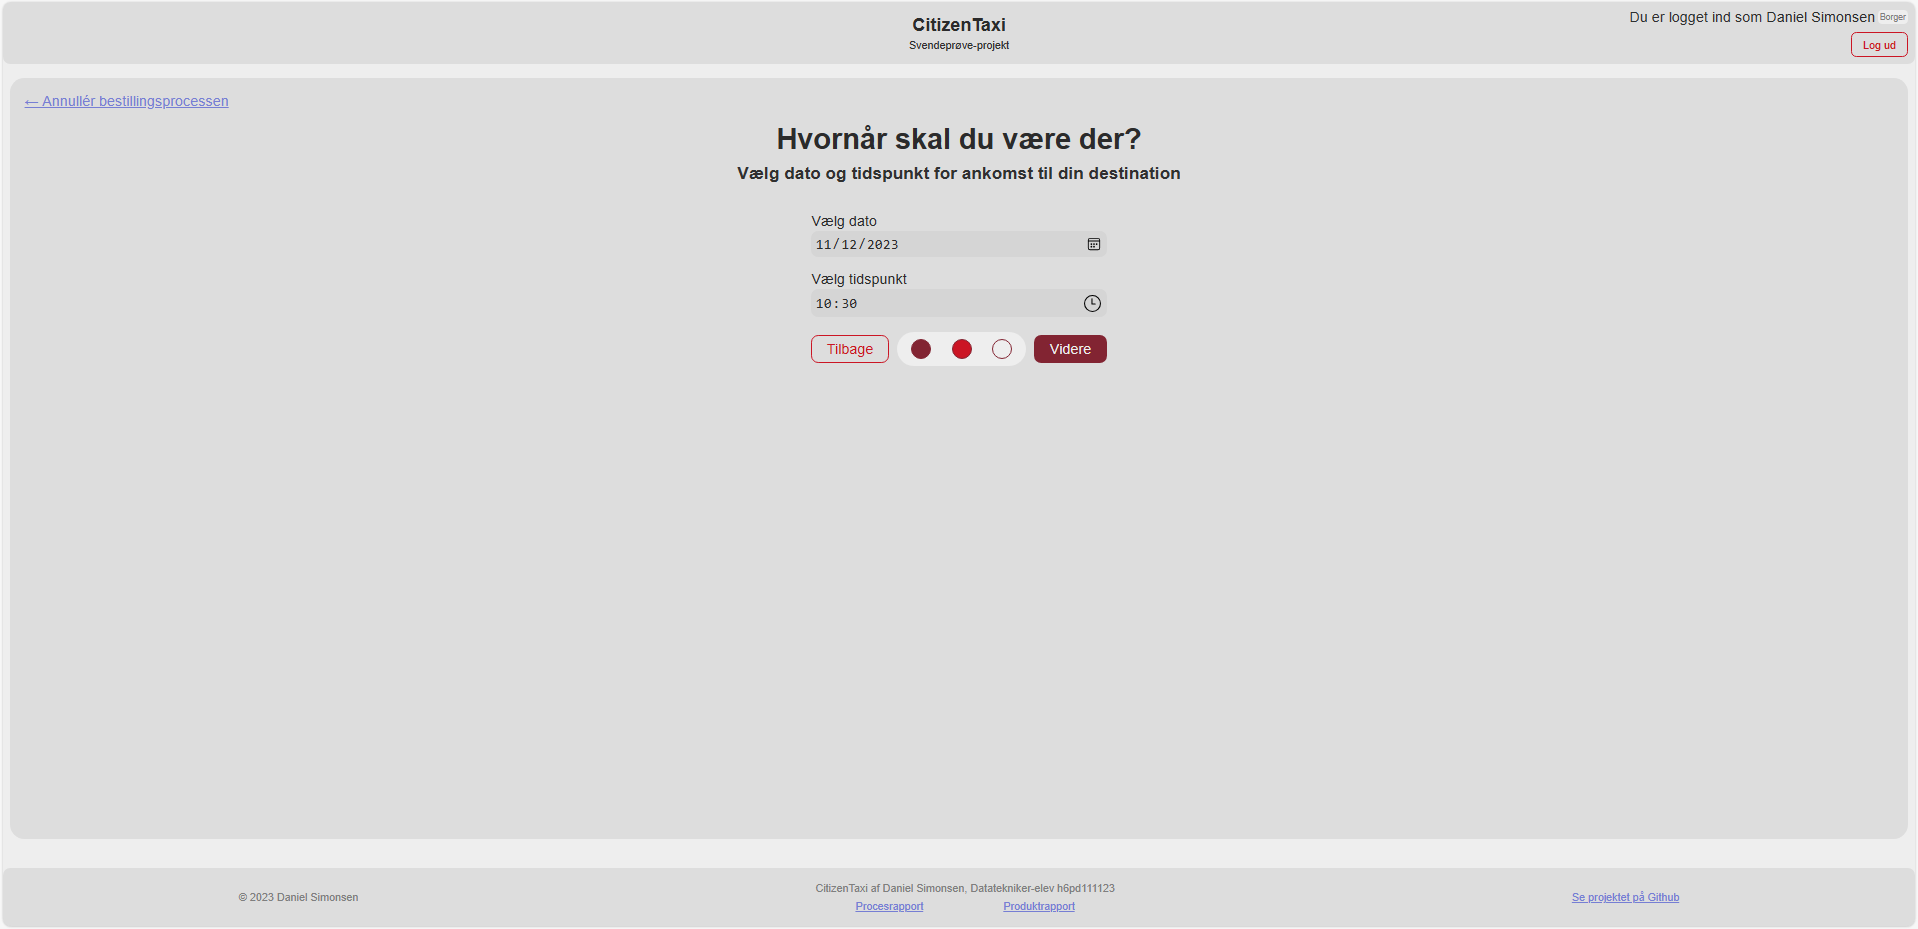 CitizenTaxi
Svendeprøve-projekt
Du er logget ind som Daniel Simonsen Borger
Log ud
← Annullér bestillingsprocessen
Hvornår skal du være der?
Vælg dato og tidspunkt for ankomst til din destination
Vælg dato
11/12/2023
Vælg tidspunkt
10:30
Tilbage
Videre
© 2023 Daniel Simonsen
CitizenTaxi af Daniel Simonsen, Datatekniker-elev h6pd111123
Procesrapport
Produktrapport
Se projektet på Github